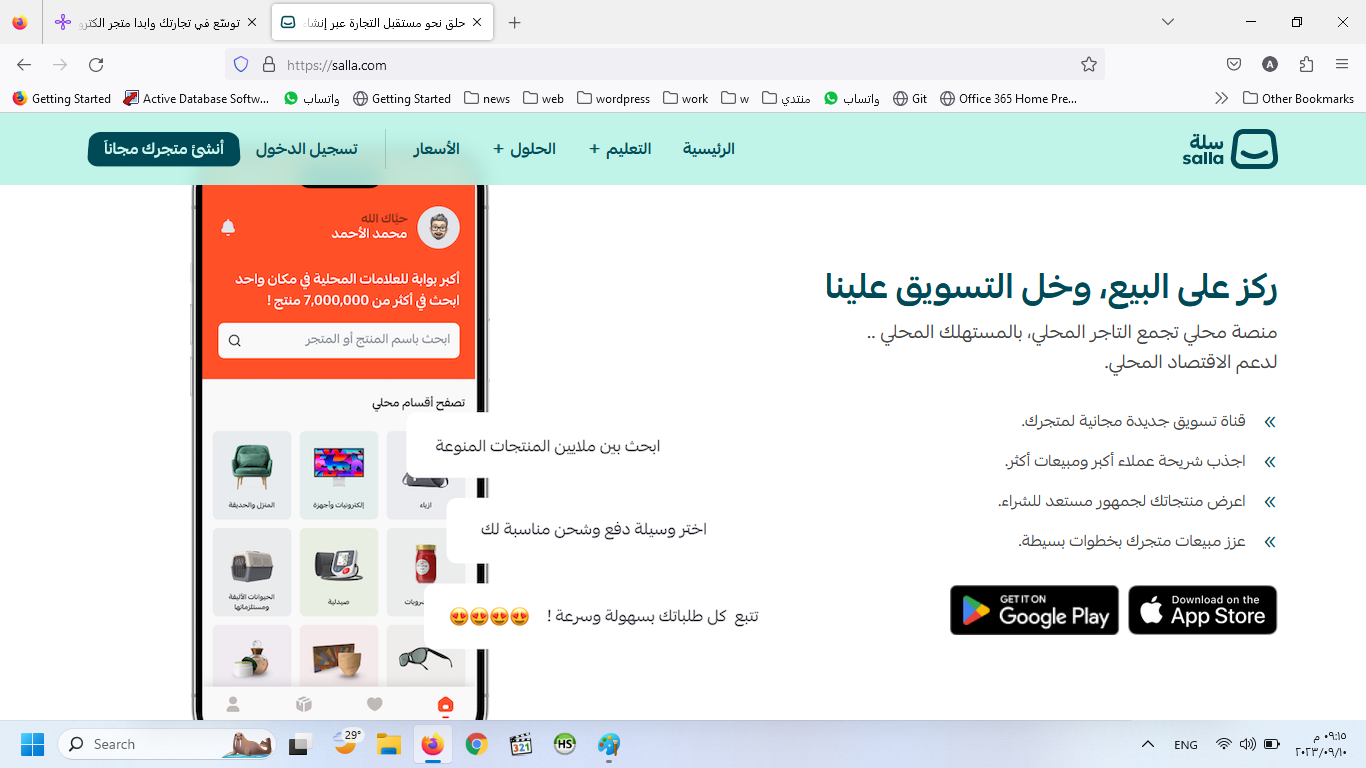 توسّع في تجارتك وابدا متجر الكترو
حلق نحو مستقبل التجارة عبر إنشاء
https://salla.com
Getting Started
Active Database Softw...
واتساب
Getting Started
news
web
wordpress
work
w
منتدي
واتساب
Git
Office 365 Home Pre...
Other Bookmarks
سلة
salla
الرئيسية
التعليم +
الحلول +
الأسعار
تسجيل الدخول
أنشئ متجرك مجاناً
ركز على البيع، وخل التسويق علينا
منصة محلي تجمع التاجر المحلي، بالمستهلك المحلي ..
لدعم الاقتصاد المحلي.
قناة تسويق جديدة مجانية لمتجرك.
اجذب شريحة عملاء أكبر ومبيعات أكثر.
اعرض منتجاتك لجمهور مستعد للشراء.
عزز مبيعات متجرك بخطوات بسيطة.
Download on the
App Store
GET IT ON
Google Play
حيّاك الله
محمد الأحمد
أكبر بوابة للعلامات المحلية في مكان واحد
ابحث في أكثر من 7,000,000 منتج !
ابحث باسم المنتج أو المتجر
تصفح أقسام محلي
ابحث بين ملايين المنتجات المنوعة
ازياء
إلكترونيات وأجهزة
المنزل والحديقة
اختر وسيلة دفع وشحن مناسبة لك
صيدلية
الحيوانات الأليفة
ومستلزماتها
تتبع كل طلباتك بسهولة وسرعة ! 😍😍😍😍
Search
29°
321
HS
ENG
٠٩:١٥ م
٢٠٢٣/٠٩/١٠